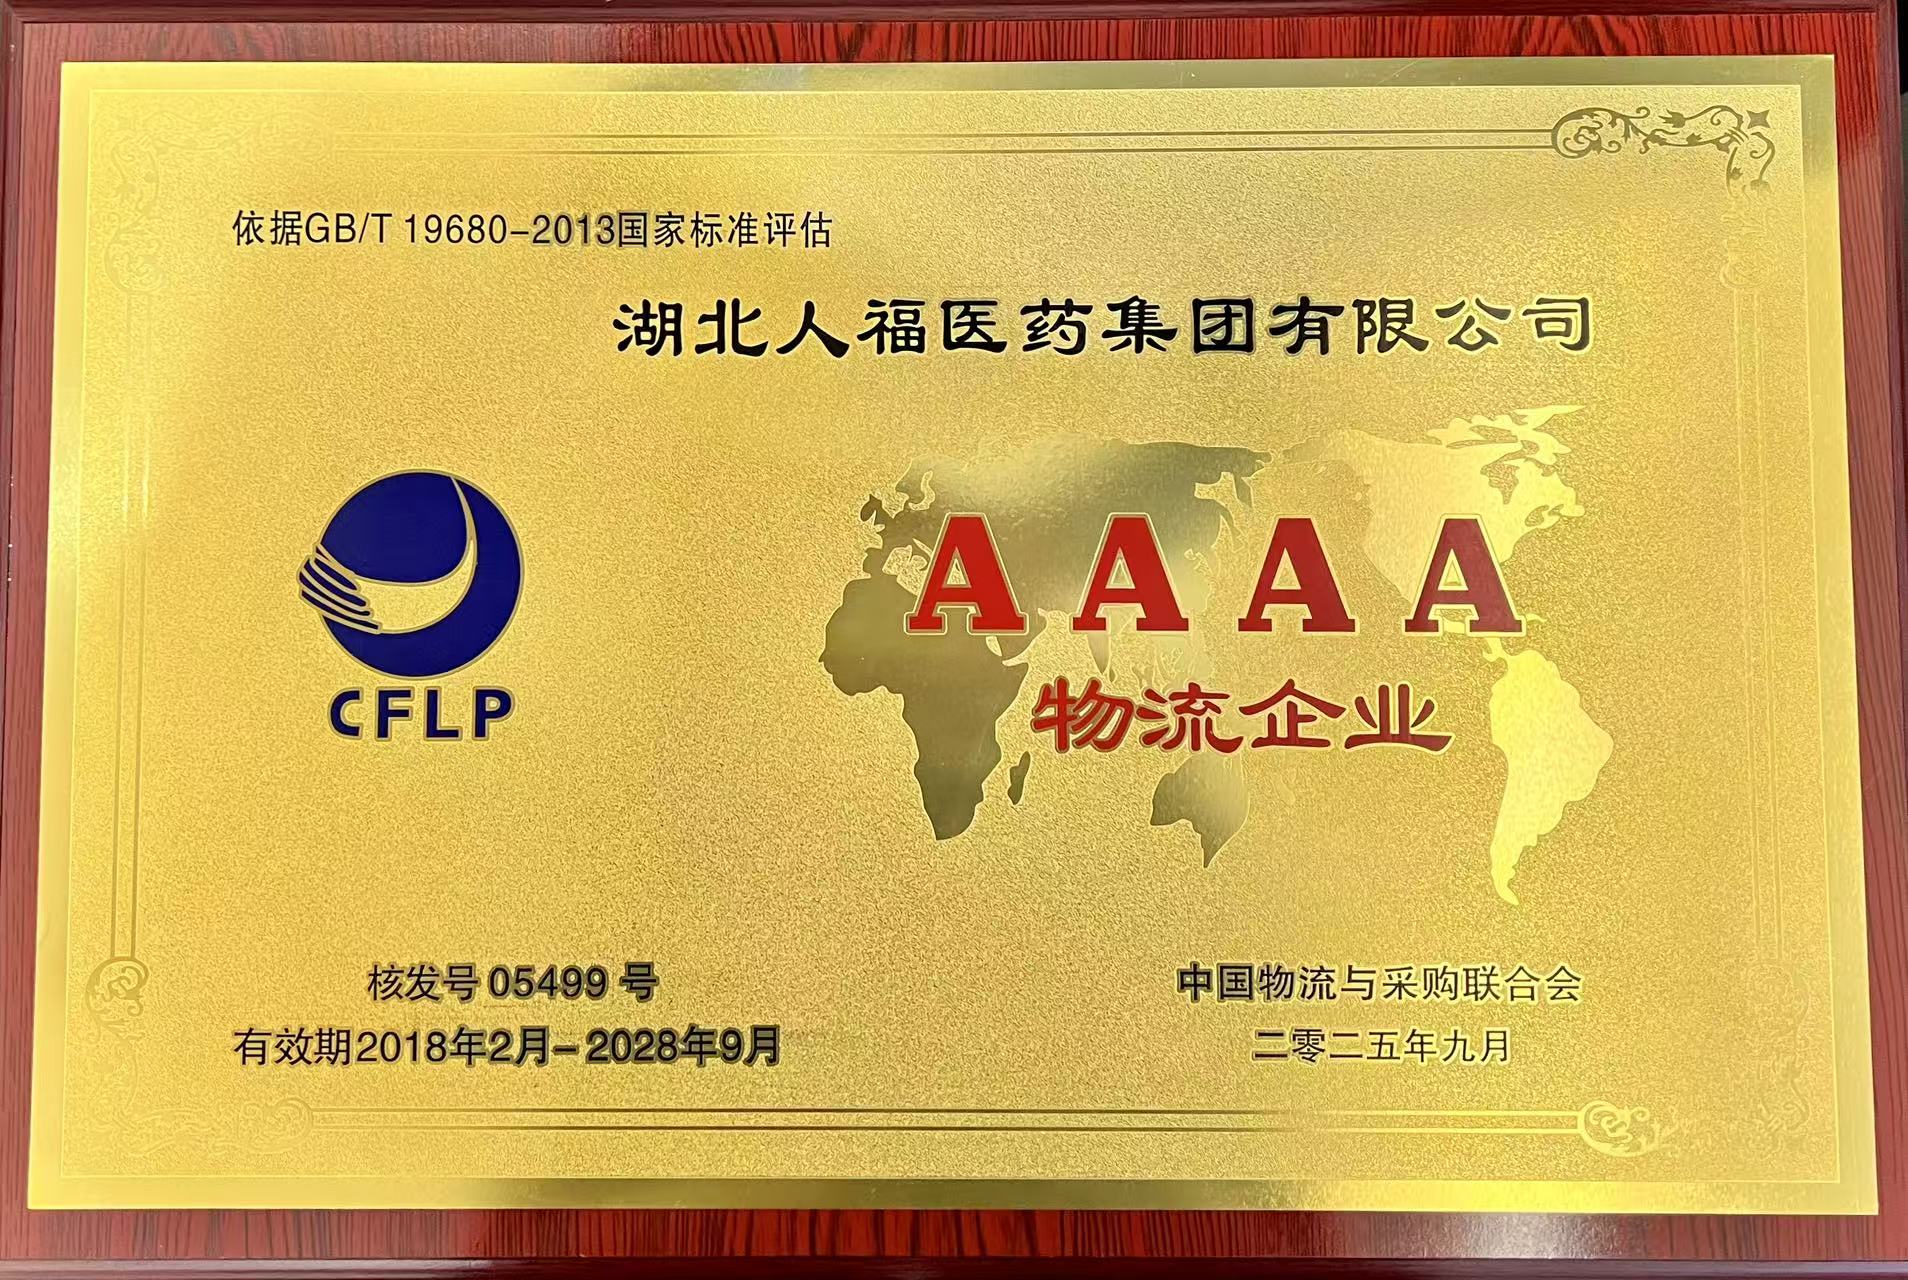 依据GB/T 19680-2013国家标准评估
湖北人福医药集团有限公司
AAAA
物流企业
CFLP
核发号 05499 号
有效期2018年2月-2028年9月
中国物流与采购联合会
二零二五年九月